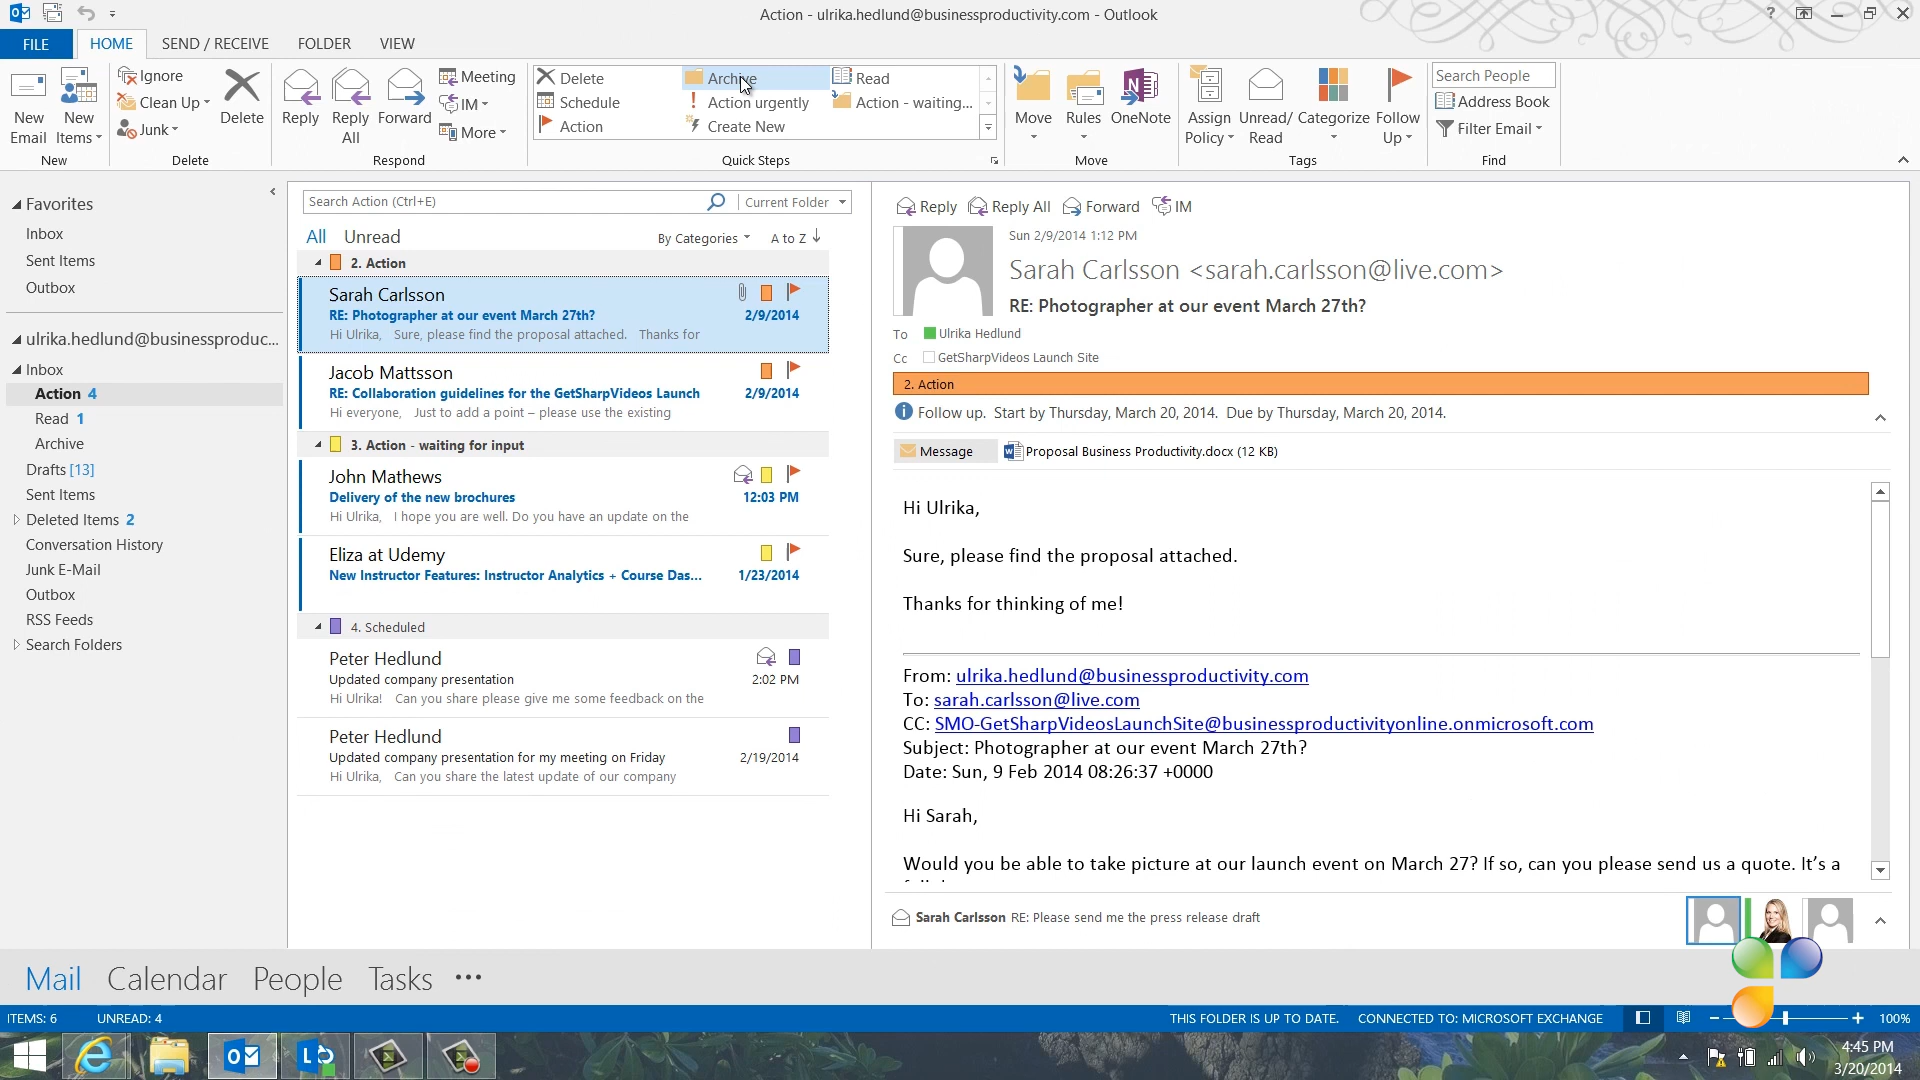 Action - ulrika.hedlund@businessproductivity.com - Outlook
FILE HOME SEND / RECEIVE FOLDER VIEW
New Email
New Items
New
Ignore
Clean Up
Junk
Delete
Delete
Reply
Reply All
Forward
Meeting
IM
More
Respond
Delete
Schedule
Action
Archive
Action urgently
Create New
Read
Action - waiting...
Quick Steps
Move
Rules
OneNote
Move
Assign Policy
Unread/ Read
Categorize
Follow Up
Tags
Search People
Address Book
Filter Email
Find
Favorites
Inbox
Sent Items
Outbox
ulrika.hedlund@businessproduc...
Inbox
Action 4
Read 1
Archive
Drafts [13]
Sent Items
Deleted Items 2
Conversation History
Junk E-Mail
Outbox
RSS Feeds
Search Folders
Search Action (Ctrl+E)
Current Folder
All Unread
By Categories A to Z
2. Action
Sarah Carlsson
RE: Photographer at our event March 27th? 2/9/2014
Hi Ulrika, Sure, please find the proposal attached. Thanks for
Jacob Mattsson
RE: Collaboration guidelines for the GetSharpVideos Launch 2/9/2014
Hi everyone, Just to add a point – please use the existing
3. Action - waiting for input
John Mathews
Delivery of the new brochures 12:03 PM
Hi Ulrika, I hope you are well. Do you have an update on the
Eliza at Udemy
New Instructor Features: Instructor Analytics + Course Das... 1/23/2014
4. Scheduled
Peter Hedlund
Updated company presentation 2:02 PM
Hi Ulrika! Can you share please give me some feedback on the
Peter Hedlund
Updated company presentation for my meeting on Friday 2/19/2014
Hi Ulrika, Can you share the latest update of our company
Reply Reply All Forward IM
Sun 2/9/2014 1:12 PM
Sarah Carlsson <sarah.carlsson@live.com>
RE: Photographer at our event March 27th?
To Ulrika Hedlund
Cc GetSharpVideos Launch Site
2. Action
Follow up. Start by Thursday, March 20, 2014. Due by Thursday, March 20, 2014.
Message Proposal Business Productivity.docx (12 KB)
Hi Ulrika,
Sure, please find the proposal attached.
Thanks for thinking of me!
From: ulrika.hedlund@businessproductivity.com
To: sarah.carlsson@live.com
CC: SMO-GetSharpVideosLaunchSite@businessproductivityonline.onmicrosoft.com
Subject: Photographer at our event March 27th?
Date: Sun, 9 Feb 2014 08:26:37 +0000
Hi Sarah,
Would you be able to take picture at our launch event on March 27? If so, can you please send us a quote. It's a
Sarah Carlsson RE: Please send me the press release draft
Mail Calendar People Tasks
ITEMS: 6 UNREAD: 4
THIS FOLDER IS UP TO DATE. CONNECTED TO: MICROSOFT EXCHANGE 100%
4:45 PM
3/20/2014